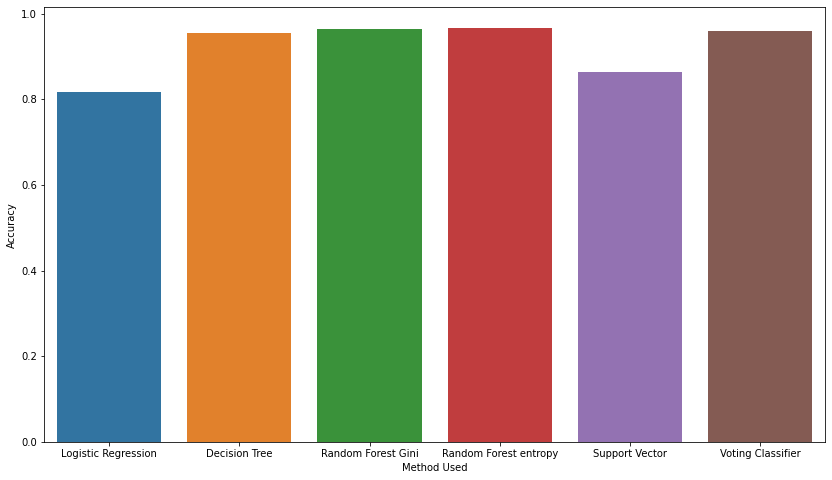 1.0
0.8
0.6
0.4
0.2
0.0
Accuracy
Logistic Regression
Decision Tree
Random Forest Gini
Random Forest entropy
Support Vector
Voting Classifier
Method Used